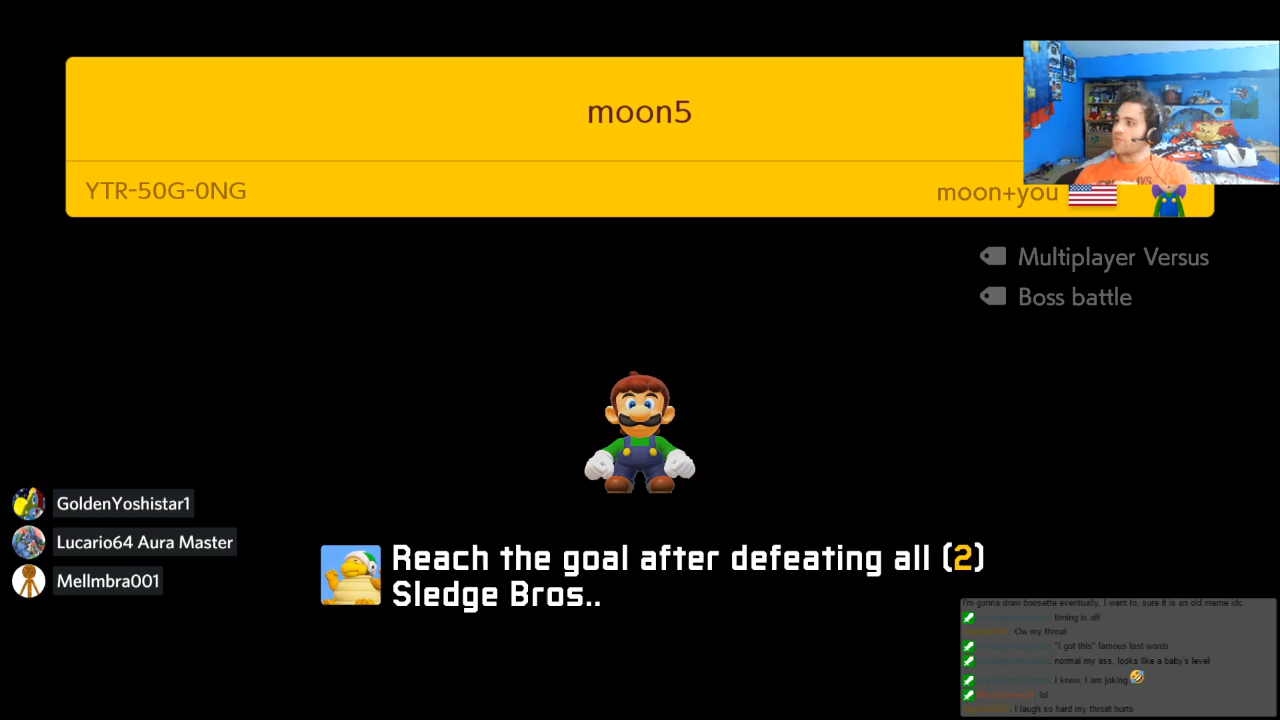 moon5
YTR-50G-0NG
moon+you
Multiplayer Versus
Boss battle
GoldenYoshistar1
Lucario64 Aura Master
MelImbra001
Reach the goal after defeating all (2)
Sledge Bros..
I'm gonna draw boosette eventually, I want to, sure it is an old meme idc
timing is off
: Ow my throat
: "I got this" famous last words
: normal my ass, looks like a baby's level
: I know, I am joking 🤣
: lol
: I laugh so hard my throat hurts